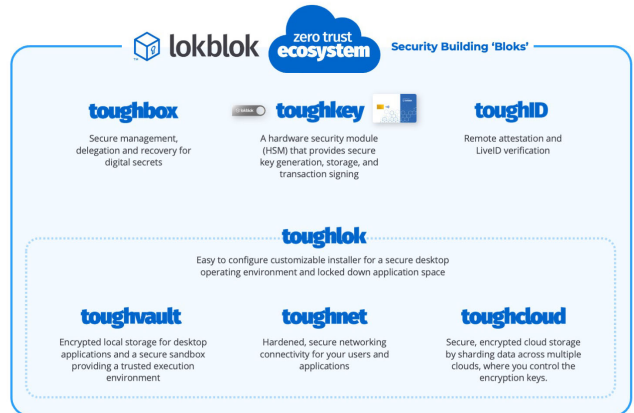 lokblok
zero trust
ecosystem
Security Building ‘Bloks’
toughbox
Secure management,
delegation and recovery for
digital secrets
toughkey
A hardware security module
(HSM) that provides secure
key generation, storage, and
transaction signing
toughID
Remote attestation and
LiveID verification
toughlok
Easy to configure customizable installer for a secure desktop
operating environment and locked down application space
toughvault
Encrypted local storage for desktop
applications and a secure sandbox
providing a trusted execution
environment
toughnet
Hardened, secure networking
connectivity for your users and
applications
toughcloud
Secure, encrypted cloud storage
by sharding data across multiple
clouds, where you control the
encryption keys.